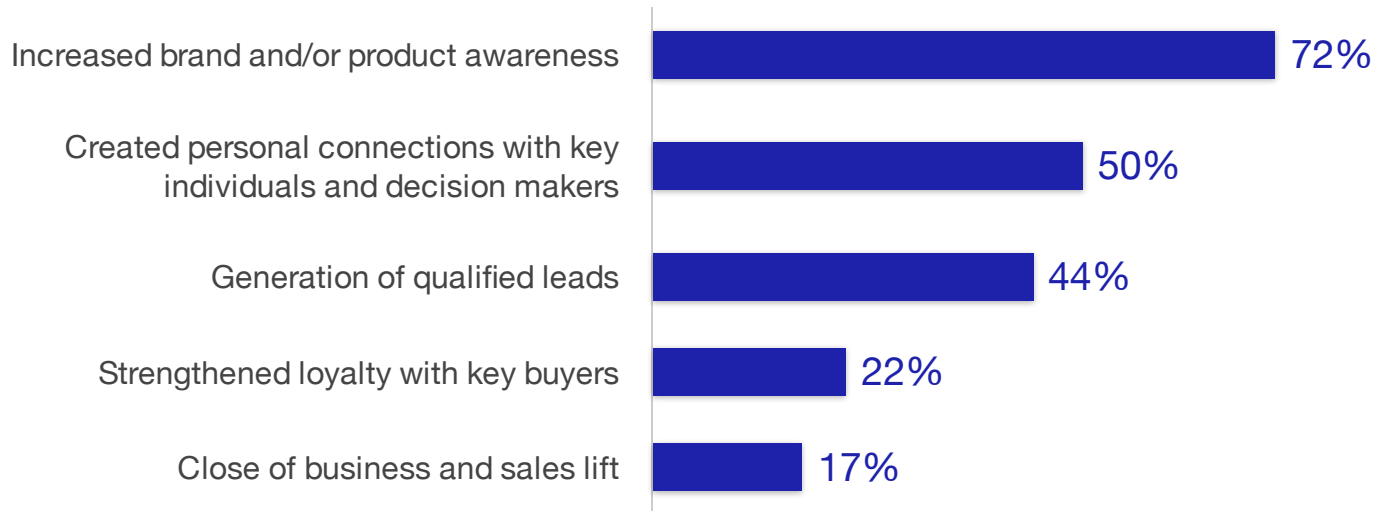 Increased brand and/or product awareness
72%
Created personal connections with key
individuals and decision makers
50%
Generation of qualified leads
44%
Strengthened loyalty with key buyers
22%
Close of business and sales lift
17%